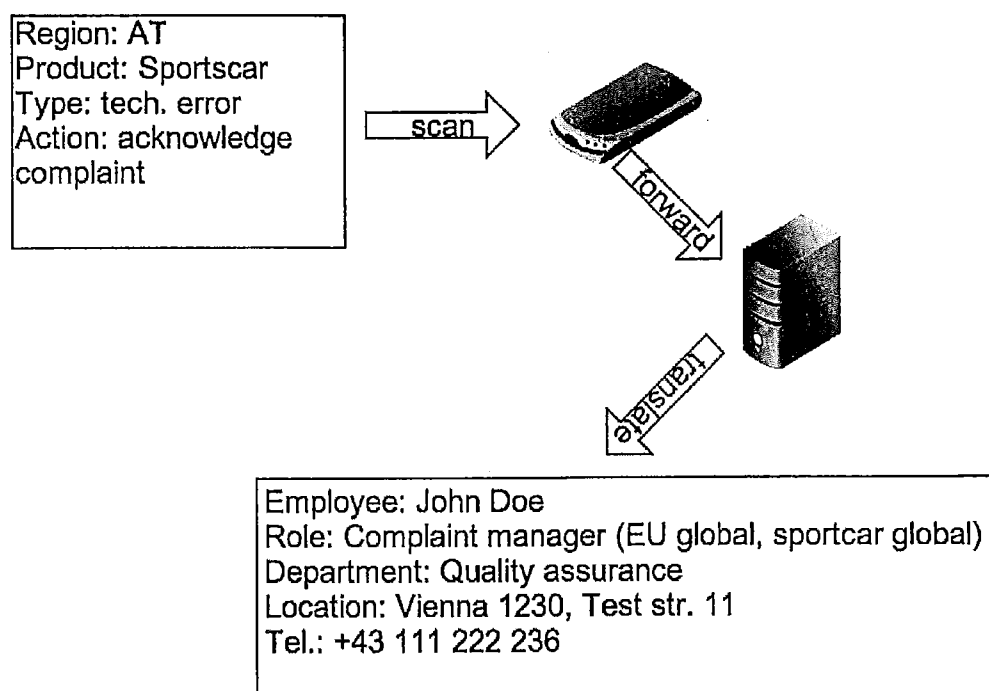 Region: AT
Product: Sportscar
Type: tech. error
Action: acknowledge
complaint
scan
forward
translate
Employee: John Doe
Role: Complaint manager (EU global, sportcar global)
Department: Quality assurance
Location: Vienna 1230, Test str. 11
Tel.: +43 111 222 236